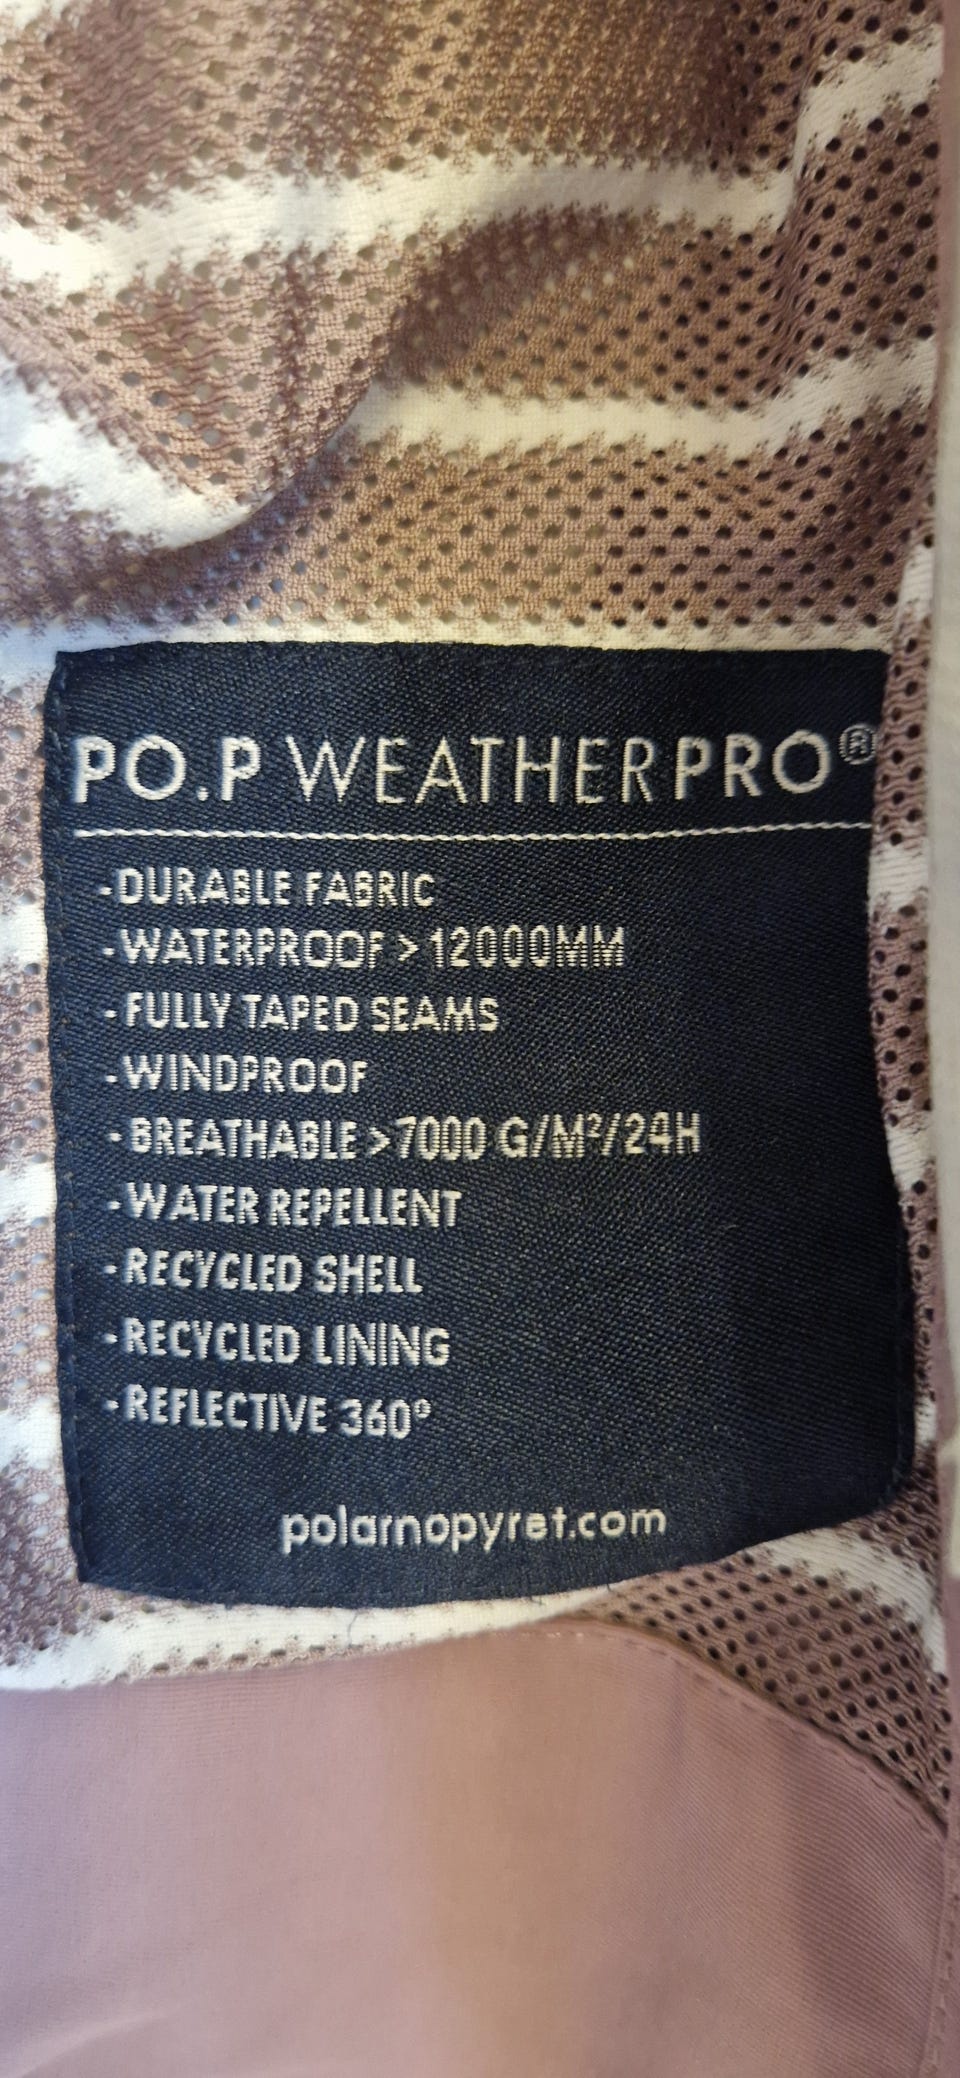 PO.P WEATHERPRO®
-DURABLE FABRIC
-WATERPROOF > 12000MM
-FULLY TAPED SEAMS
-WINDPROOF
-BREATHABLE >7000 G/M²/24H
-WATER REPELLENT
-RECYCLED SHELL
-RECYCLED LINING
-REFLECTIVE 360°
polarnopyret.com